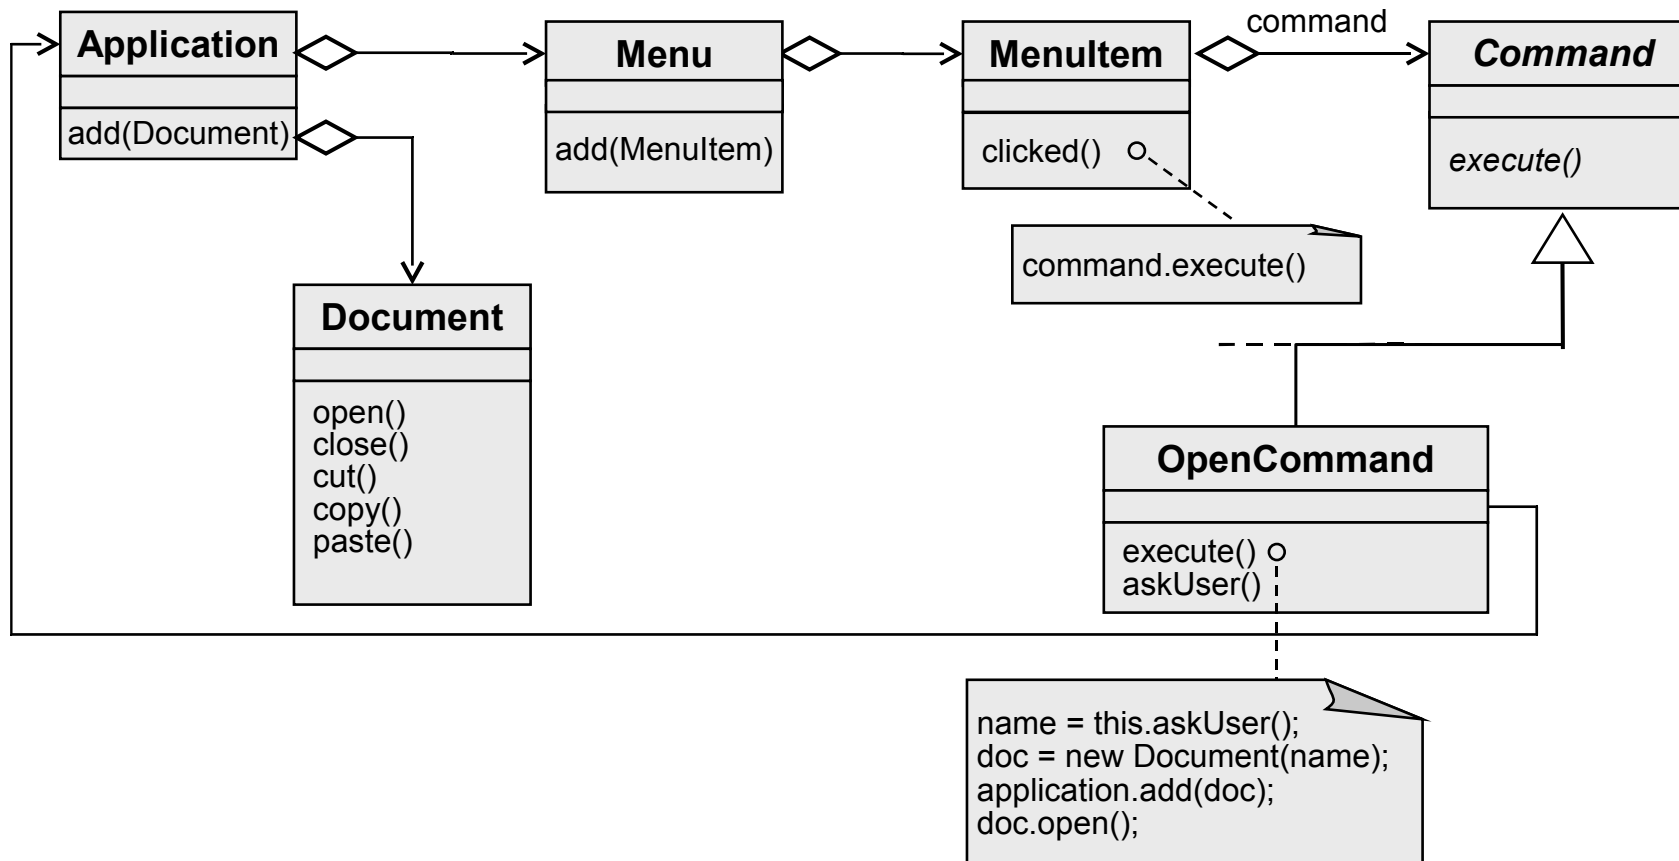 Application
add(Document)
Menu
add(MenuItem)
MenuItem
clicked()
command
Command
execute()
command.execute()
Document
open()
close()
cut()
copy()
paste()
OpenCommand
execute()
askUser()
name = this.askUser();
doc = new Document(name);
application.add(doc);
doc.open();